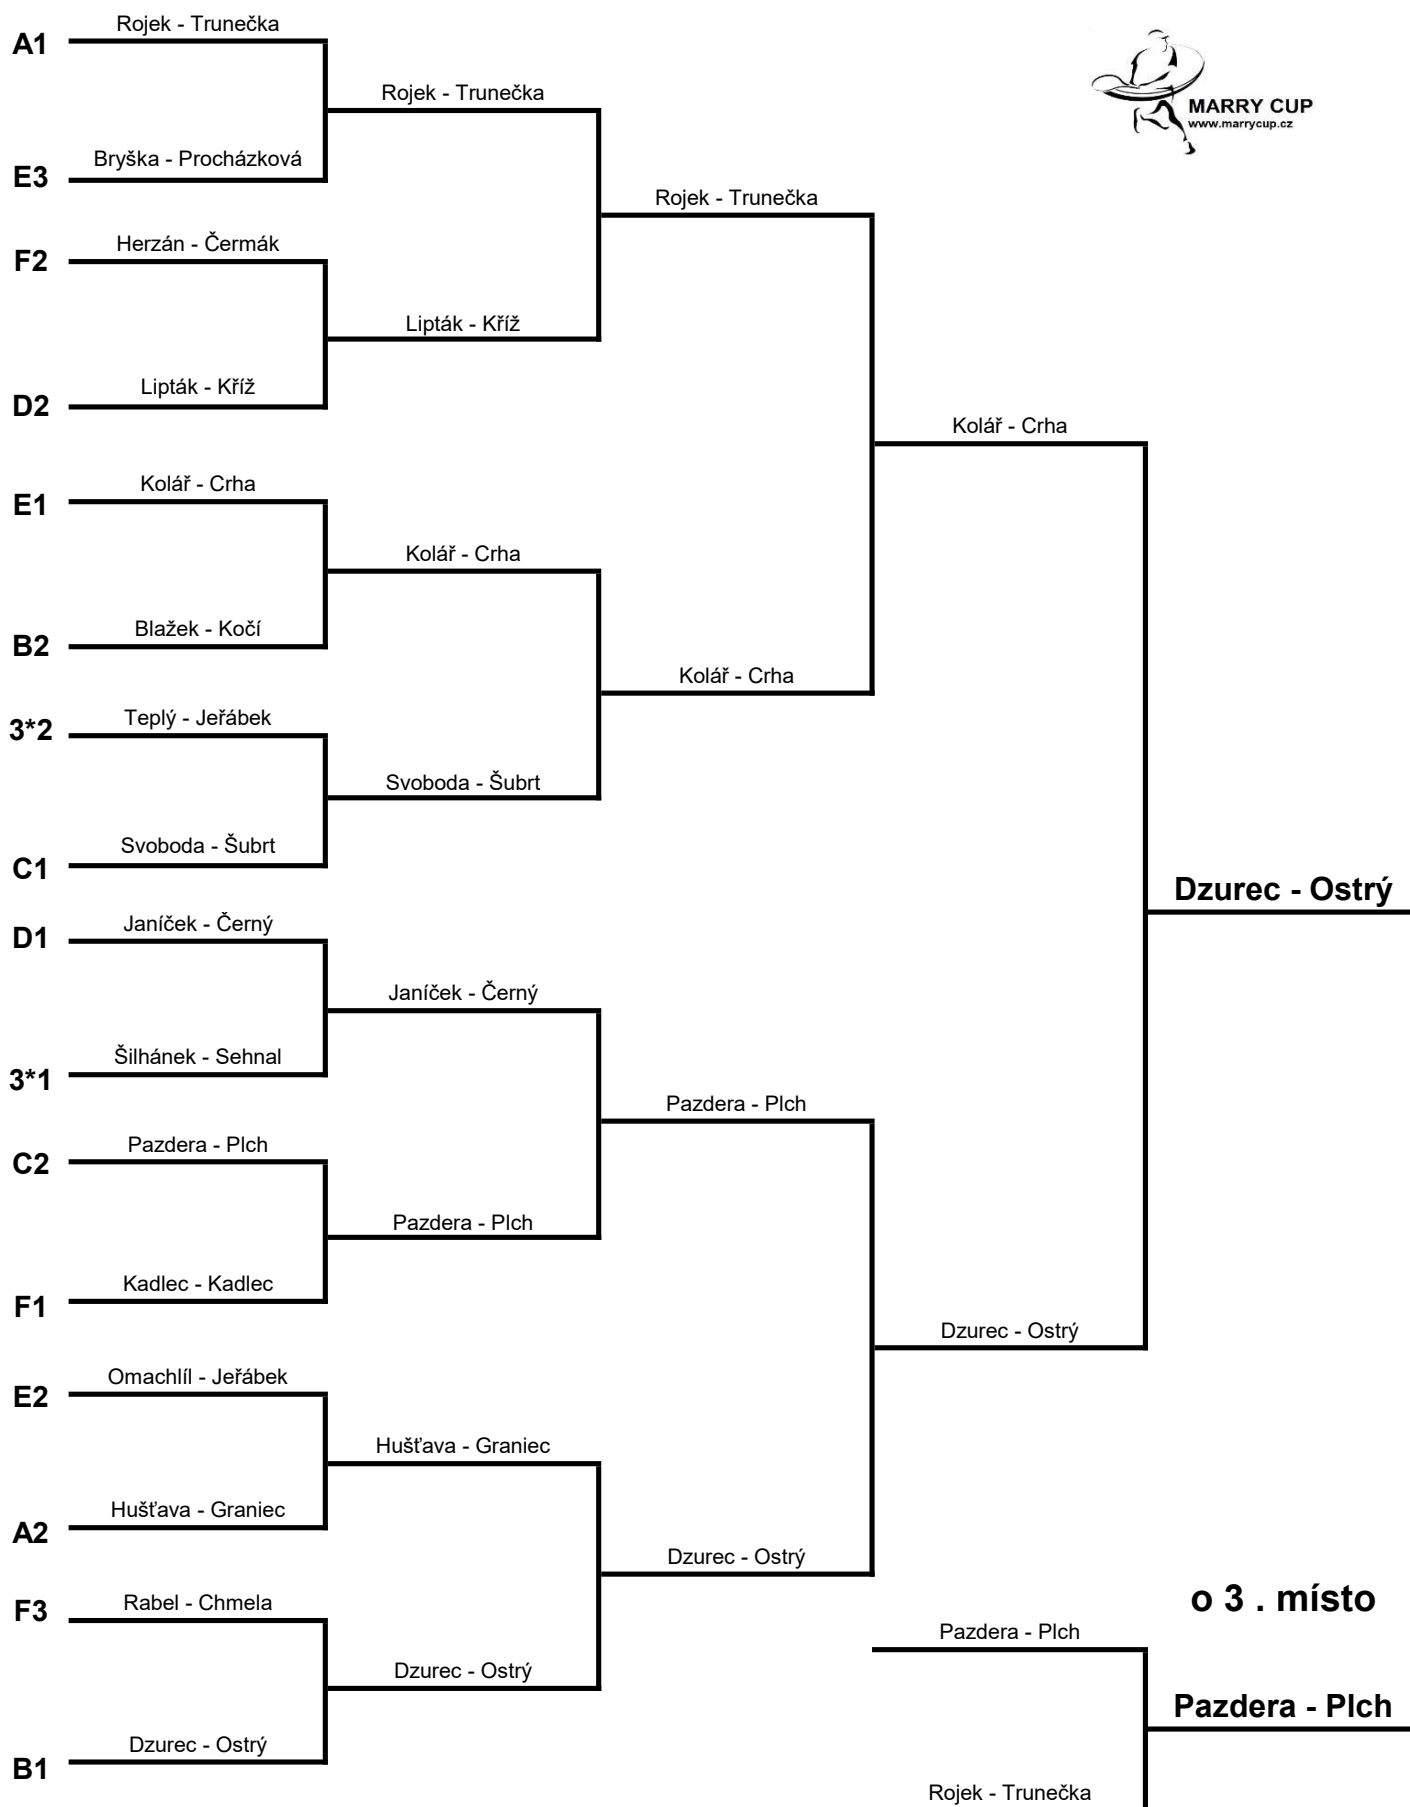 Rojek - Trunečka
A1
Rojek - Trunečka
MARRY CUP
www.marrycup.cz
Bryška - Procházková
E3
Rojek - Trunečka
Herzán - Čermák
F2
Lipták - Kříž
Lipták - Kříž
D2
Kolář - Crha
Kolář - Crha
E1
Kolář - Crha
Blažek - Kočí
B2
Kolář - Crha
Teplý - Jeřábek
3*2
Svoboda - Šubrt
Svoboda - Šubrt
C1
Dzurec - Ostrý
Janíček - Černý
D1
Janíček - Černý
Šilhánek - Sehnal
3*1
Pazdera - Plch
Pazdera - Plch
C2
Pazdera - Plch
Kadlec - Kadlec
F1
Dzurec - Ostrý
Omachlíl - Jeřábek
E2
Hušťava - Graniec
Hušťava - Graniec
A2
Dzurec - Ostrý
Rabel - Chmela
F3
o 3 . místo
Pazdera - Plch
Dzurec - Ostrý
Pazdera - Plch
Dzurec - Ostrý
B1
Rojek - Trunečka